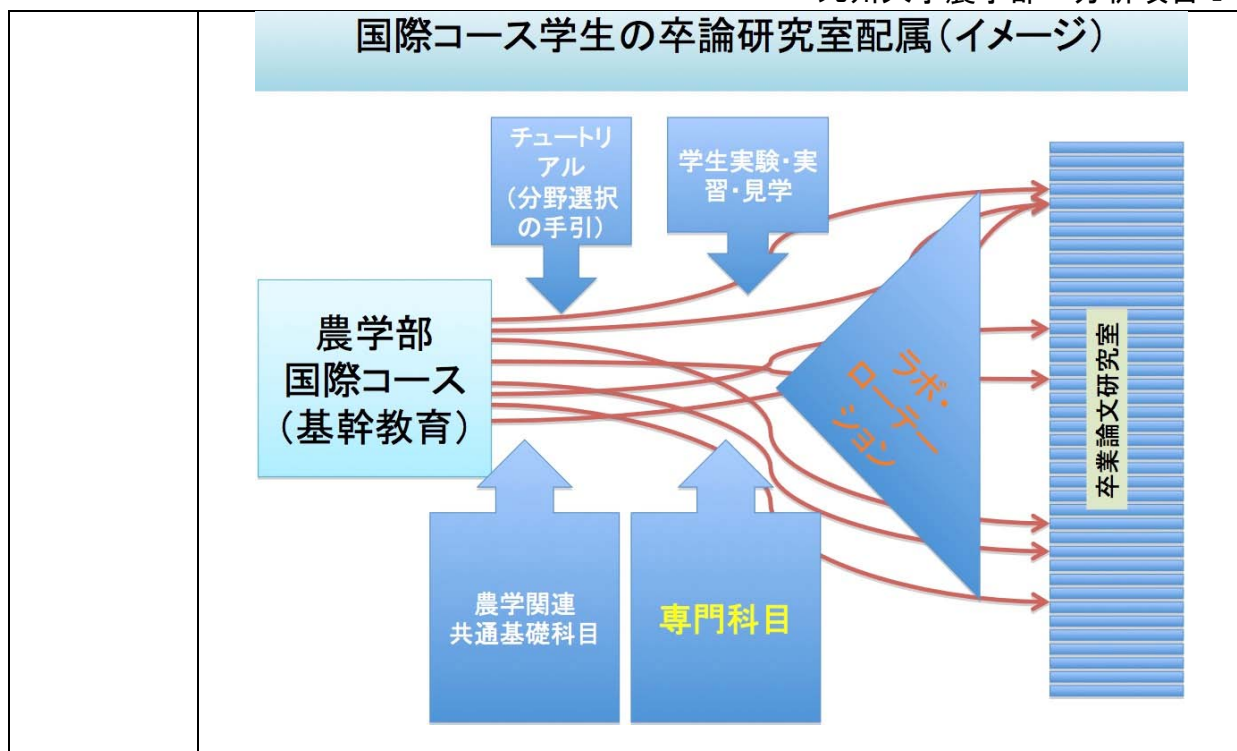 国際コース学生の卒論研究室配属（イメージ）
チュートリ
アル
（分野選択
の手引）
学生実験・実
習・見学
農学部
国際コース
（基幹教育）
ラボ・
ローテー
ション
卒業論文研究室
農学関連
共通基礎科目
専門科目